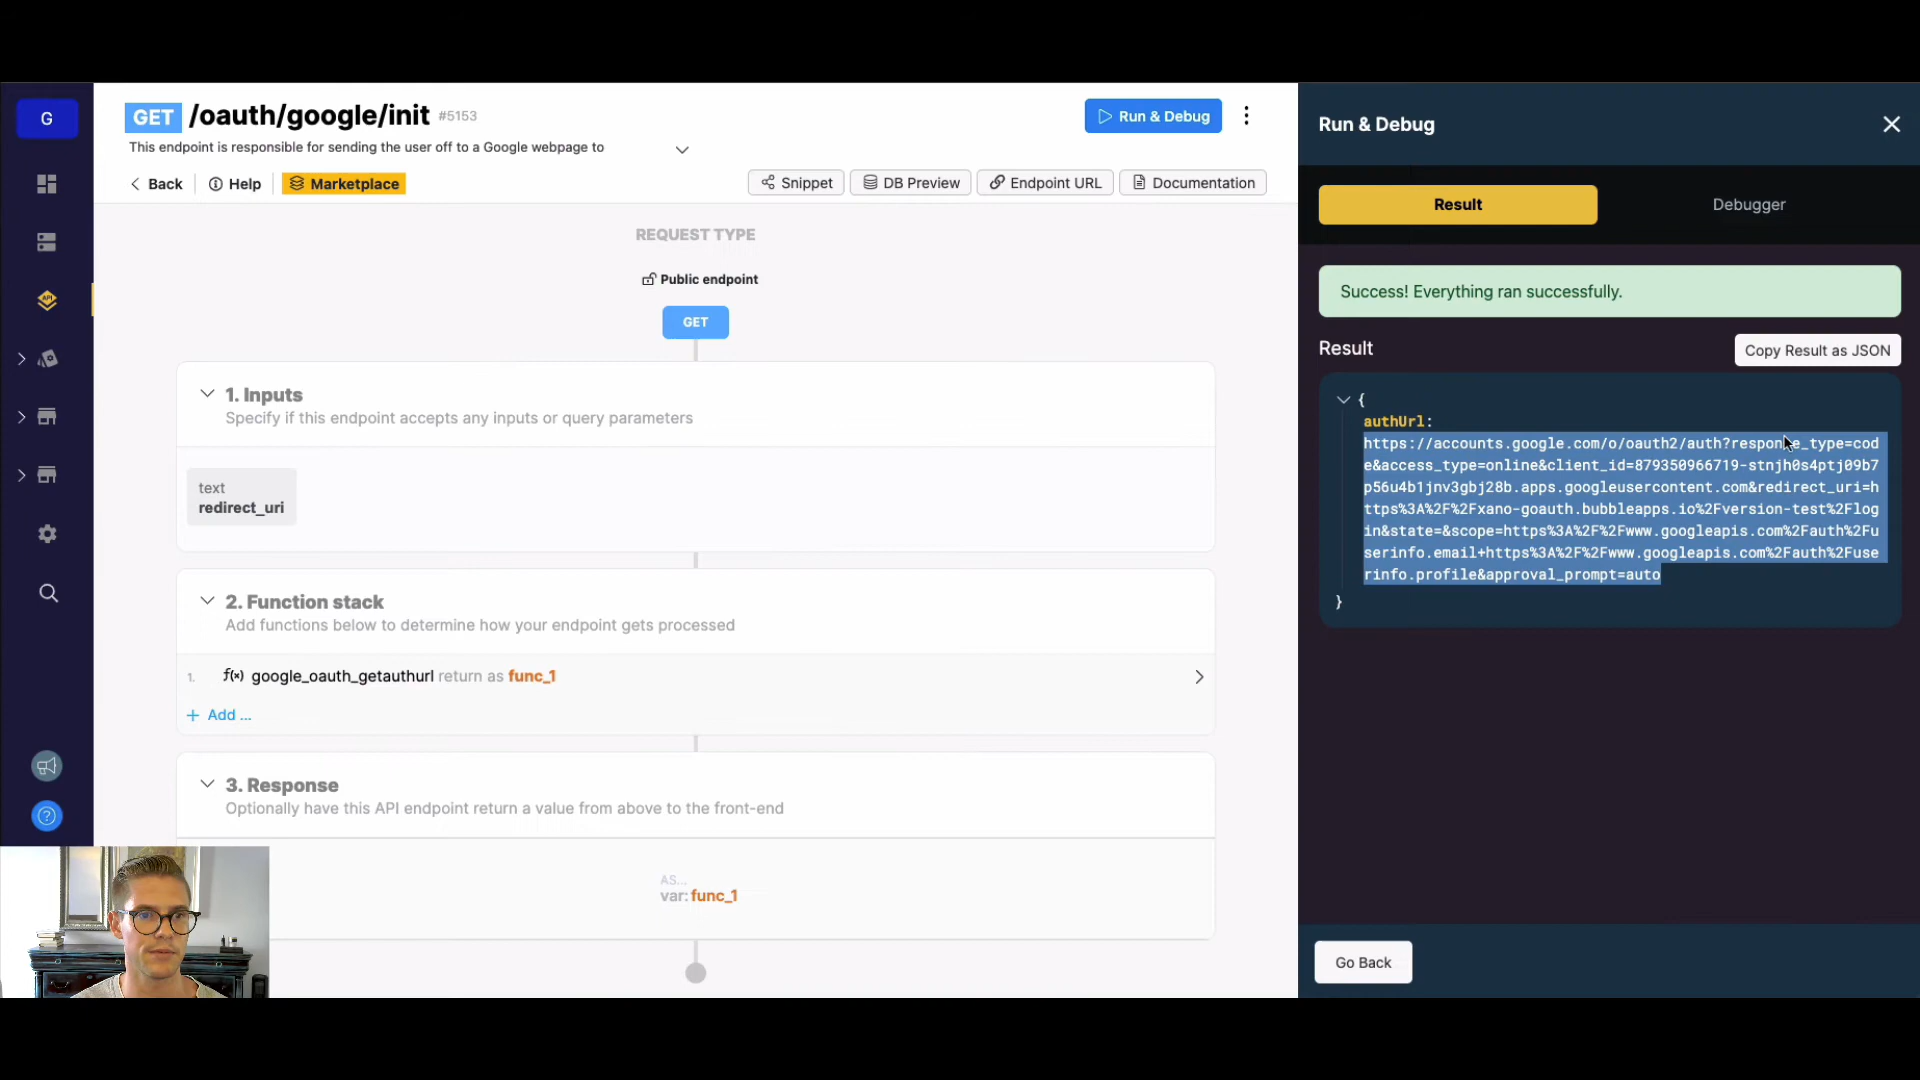 G
GET /oauth/google/init #5153
This endpoint is responsible for sending the user off to a Google webpage to
Run & Debug
Back
Help
Marketplace
Snippet
DB Preview
Endpoint URL
Documentation
REQUEST TYPE
Public endpoint
GET
1. Inputs
Specify if this endpoint accepts any inputs or query parameters
text
redirect_uri
2. Function stack
Add functions below to determine how your endpoint gets processed
1. f(x) google_oauth_getauthurl return as func_1
+ Add ...
3. Response
Optionally have this API endpoint return a value from above to the front-end
AS...
var: func_1
API
?
Run & Debug
Result
Debugger
Success! Everything ran successfully.
Result
Copy Result as JSON
{
authUrl:
https://accounts.google.com/o/oauth2/auth?response_type=cod
e&access_type=online&client_id=879350966719-stnjh0s4ptj09b7
p56u4b1jnv3gbj28b.apps.googleusercontent.com&redirect_uri=h
ttps%3A%2F%2Fxano-goauth.bubbleapps.io%2Fversion-test%2Flog
in&state=&scope=https%3A%2F%2Fwww.googleapis.com%2Fauth%2Fu
serinfo.email+https%3A%2F%2Fwww.googleapis.com%2Fauth%2Fuse
rinfo.profile&approval_prompt=auto
}
Go Back